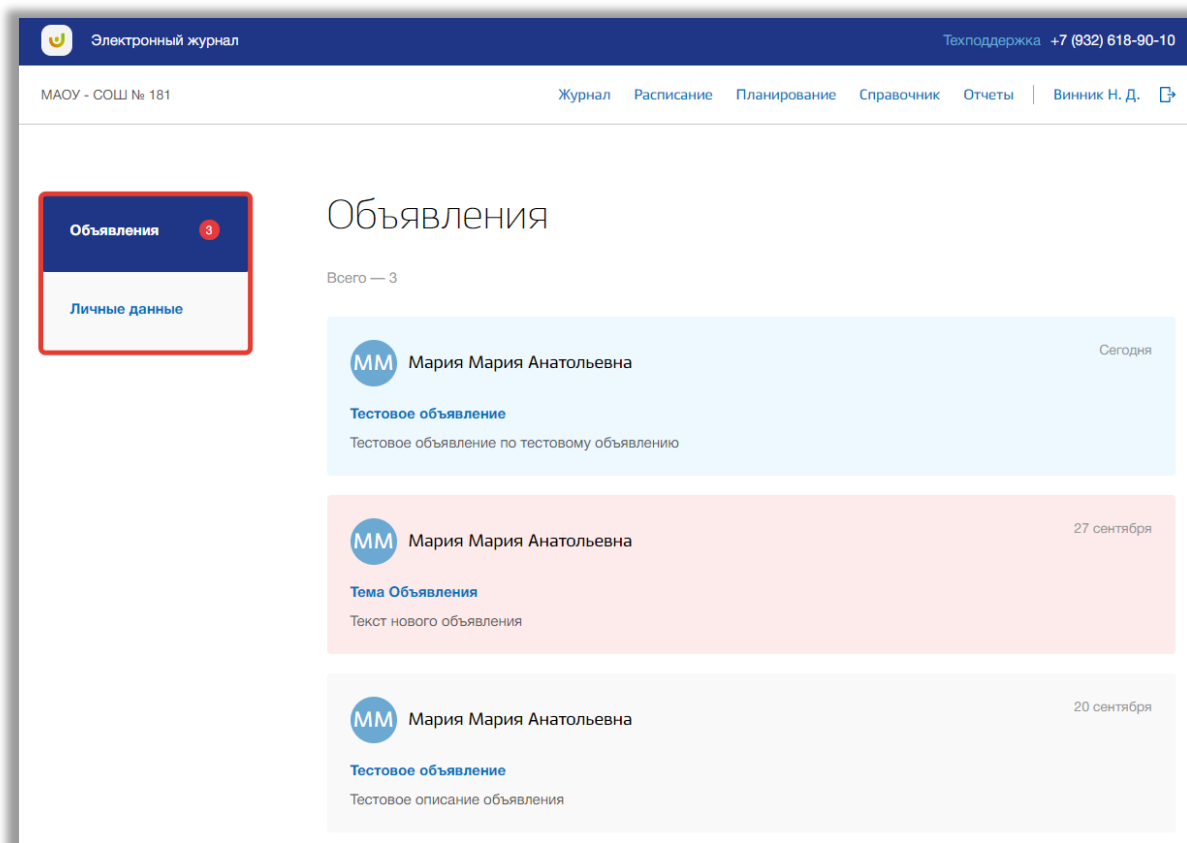 Электронный журнал
Техподдержка +7 (932) 618-90-10
МАОУ - СОШ № 181
Журнал Расписание Планирование Справочник Отчеты Винник Н. Д.
Объявления 3
Личные данные
Объявления
Всего — 3
ММ Мария Мария Анатольевна
Сегодня
Тестовое объявление
Тестовое объявление по тестовому объявлению
ММ Мария Мария Анатольевна
27 сентября
Тема Объявления
Текст нового объявления
ММ Мария Мария Анатольевна
20 сентября
Тестовое объявление
Тестовое описание объявления